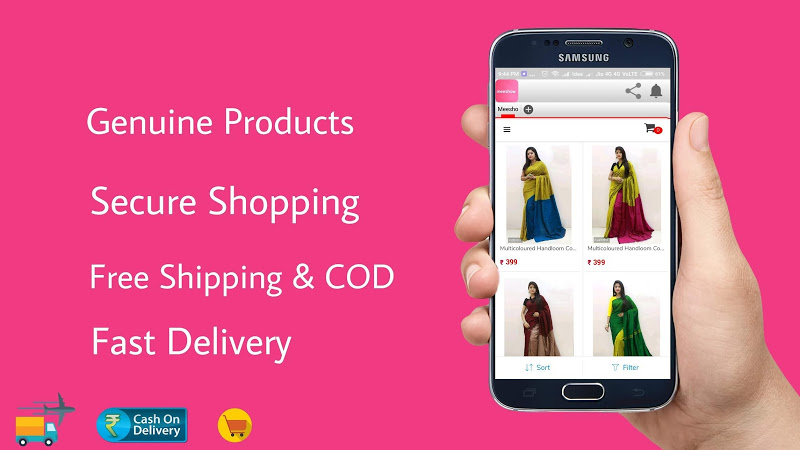 Genuine Products
Secure Shopping
Free Shipping & COD
Fast Delivery
₹
Cash On
Delivery
SAMSUNG
Meesho
Multicoloured Handloom Co...
₹ 399
Multicoloured Handloom Co...
₹ 399
Sort
Filter